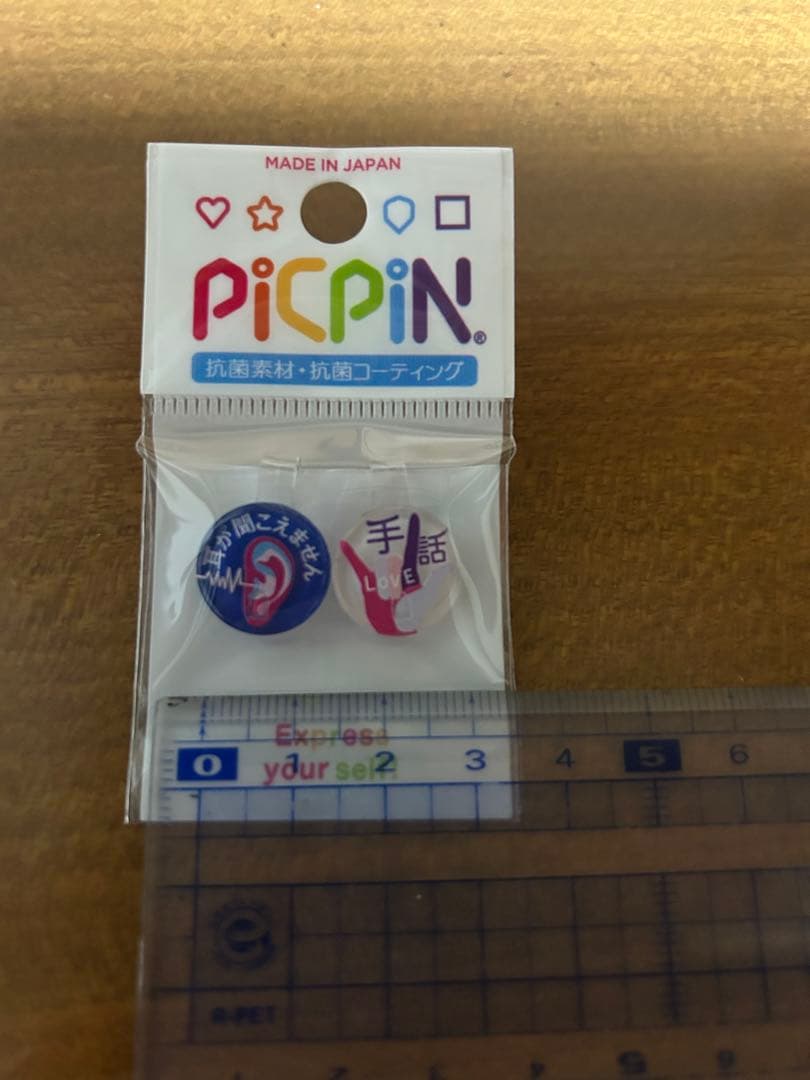 MADE IN JAPAN
PiCPiN®
抗菌素材・抗菌コーティング
耳が聞こえません
手話
LOVE
Express
your self!
0 1 2 3 4 5 6
R-PET